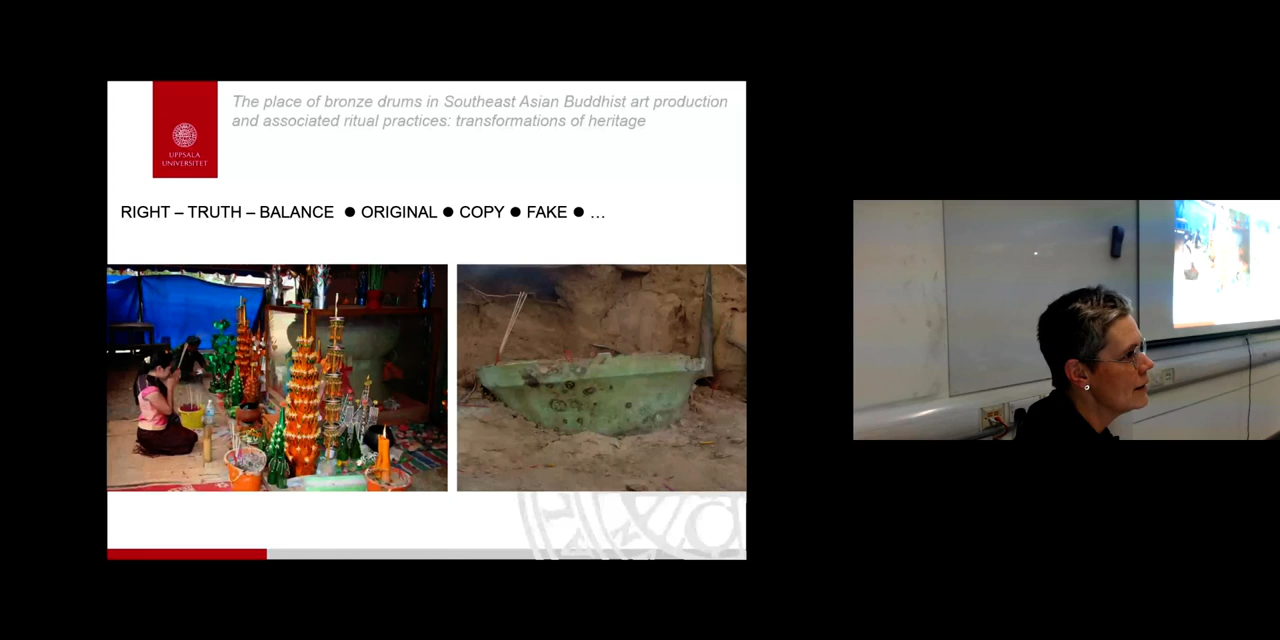 The place of bronze drums in Southeast Asian Buddhist art production
and associated ritual practices: transformations of heritage
UPPSALA
UNIVERSITET
RIGHT – TRUTH – BALANCE ● ORIGINAL ● COPY ● FAKE ● …